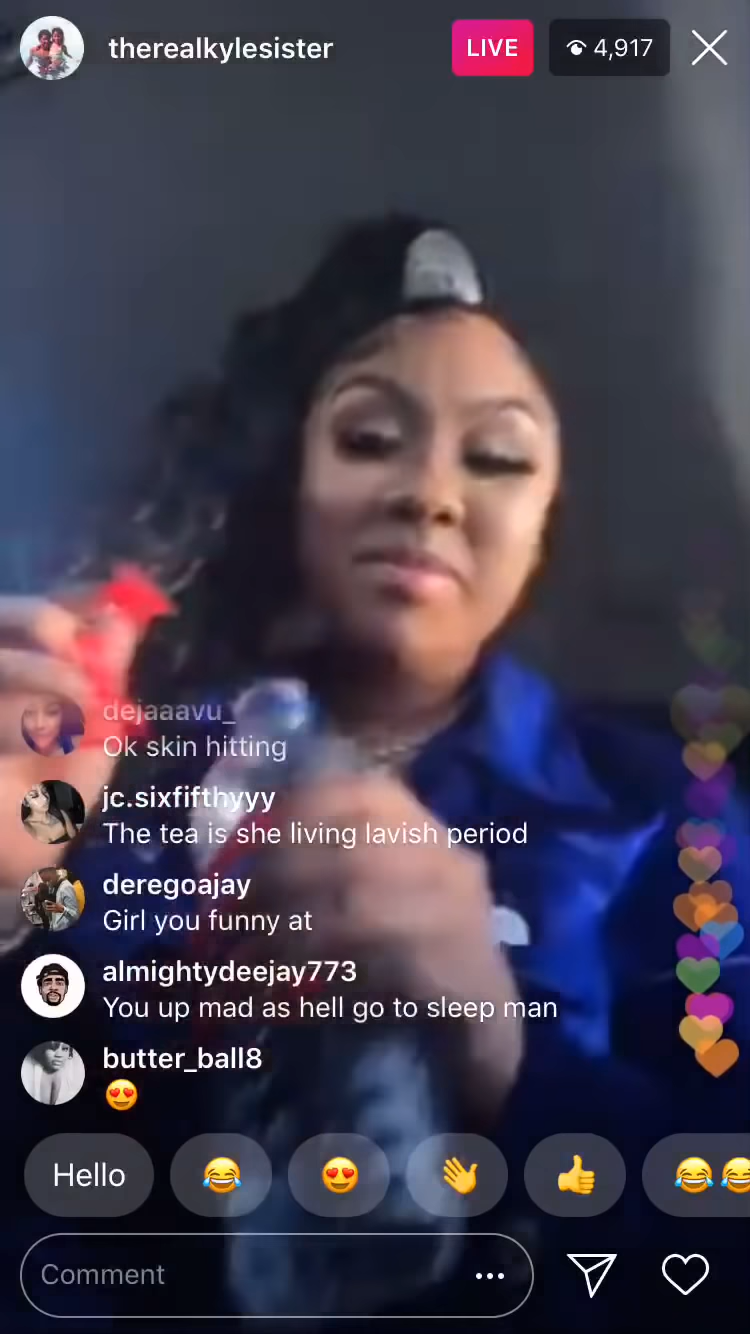 therealkylesister
LIVE
4,917
dejaaavu_
Ok skin hitting
jc.sixfifthyyy
The tea is she living lavish period
deregoajay
Girl you funny at
almightydeejay773
You up mad as hell go to sleep man
butter_ball8
😍
Hello 😂 😍 👋 👍 😂😂
Comment